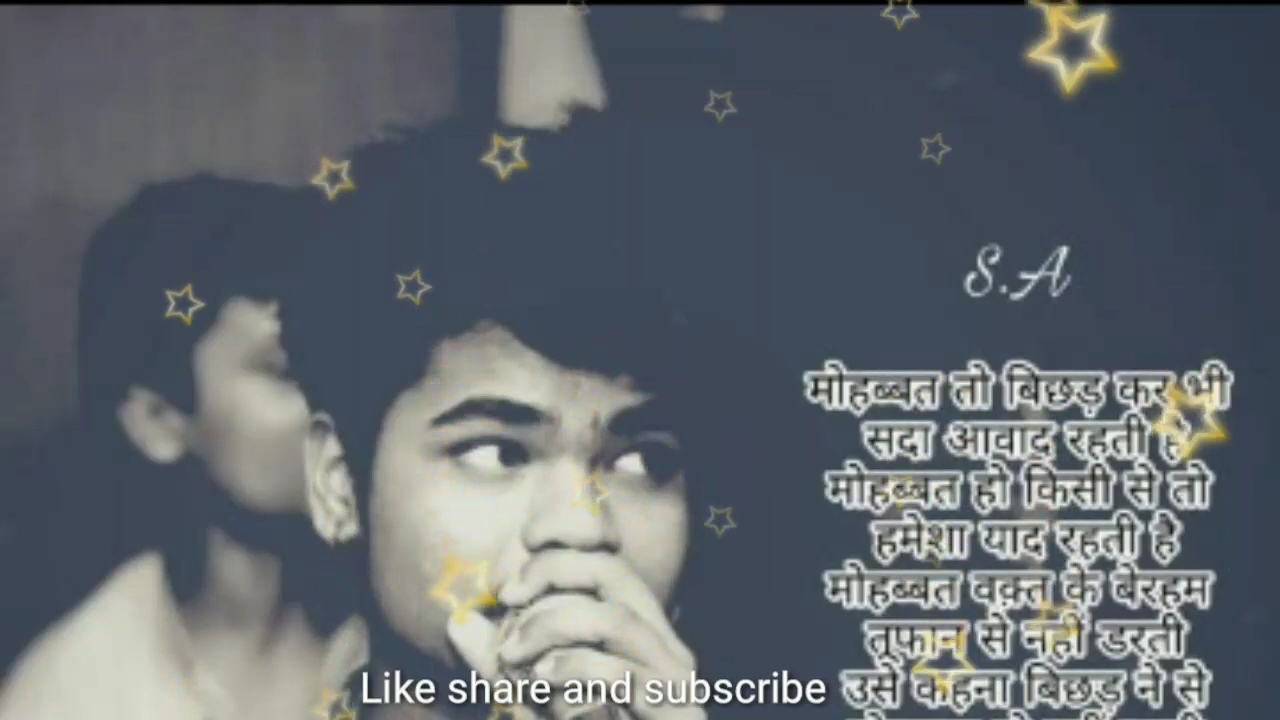 S.A
मोहब्बत तो बिछड़ कर भी
सदा आवाद रहती है
मोहब्बत हो किसी से तो
हमेशा याद रहती है
मोहब्बत वक़्त के बेरहम
तूफान से नही डरती
उसे कहना बिछड़ ने से
Like share and subscribe